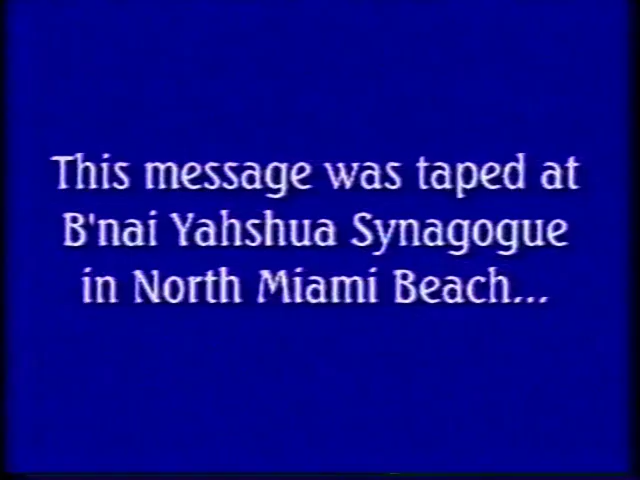 This message was taped at
B'nai Yahshua Synagogue
in North Miami Beach...